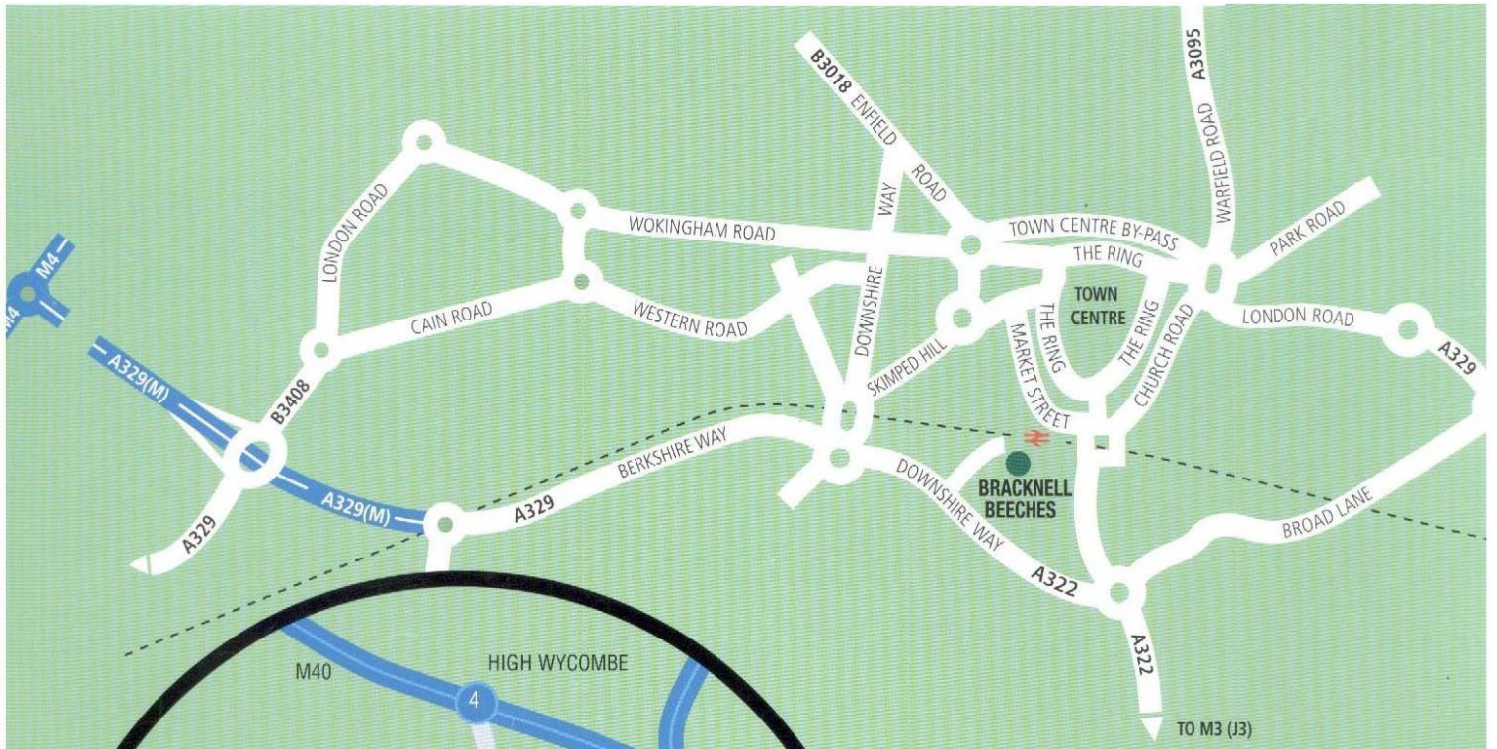 A3095
B3018 ENFIELD ROAD
WARFIELD ROAD
LONDON ROAD
WAY
WOKINGHAM ROAD
TOWN CENTRE BY-PASS
PARK ROAD
THE RING
M4
M4
TOWN
CENTRE
CAIN ROAD
WESTERN ROAD
DOWNSHIRE
THE RING
THE RING
CHURCH ROAD
LONDON ROAD
A329
A329(M)
B3408
SKIMPED HILL
MARKET STREET
BERKSHIRE WAY
A329(M)
A329
A329
DOWNSHIRE WAY
BRACKNELL
BEECHES
BROAD LANE
A322
A322
M40
HIGH WYCOMBE
4
TO M3 (J3)